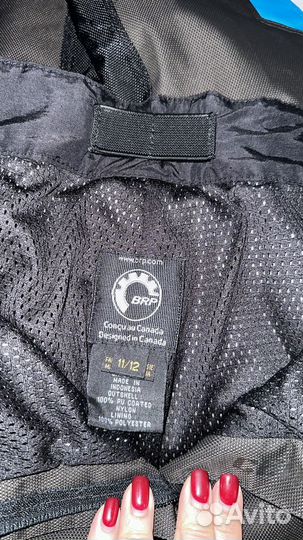 www.brp.com
BRP
Conçu au Canada
Designed in Canada
11/12
MADE IN
INDONESIA
OUTSHELL
100% PU COATED
NYLON
LINING
100% POLYESTER
Avito